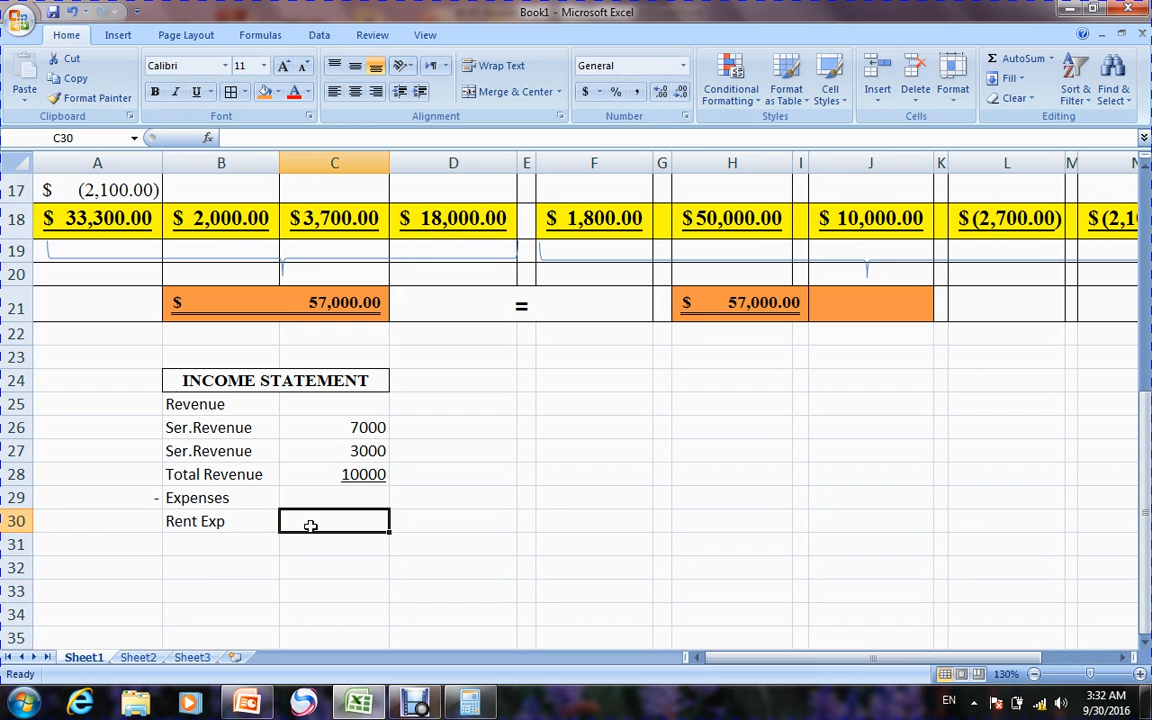 Book1 - Microsoft Excel
Home Insert Page Layout Formulas Data Review View
Paste
Cut
Copy
Format Painter
Clipboard
Calibri 11
B I U
Font
Wrap Text
Merge & Center
Alignment
General
$ % ,
Number
Conditional Formatting
Format as Table
Cell Styles
Styles
Insert
Delete
Format
Cells
AutoSum
Fill
Clear
Sort & Filter
Find & Select
Editing
C30 fx
A B C D E F G H I J K L M
17 $ (2,100.00)
18 $ 33,300.00 $ 2,000.00 $ 3,700.00 $ 18,000.00 $ 1,800.00 $ 50,000.00 $ 10,000.00 $ (2,700.00) $ (2,1
19
20
21 $ 57,000.00 = $ 57,000.00
22
23
24 INCOME STATEMENT
25 Revenue
26 Ser.Revenue 7000
27 Ser.Revenue 3000
28 Total Revenue 10000
29 - Expenses
30 Rent Exp
31
32
33
34
35
Sheet1 Sheet2 Sheet3
Ready 130%
EN 3:32 AM
9/30/2016